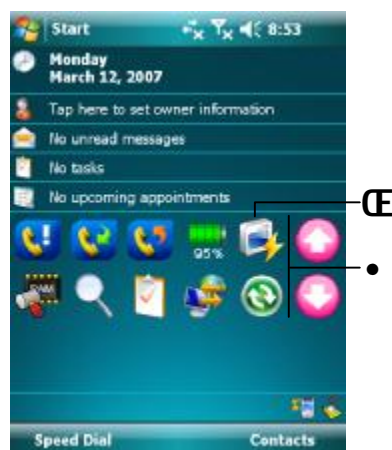 Start 8:53
Monday
March 12, 2007
Tap here to set owner information
No unread messages
No tasks
No upcoming appointments
Œ
95%
RAM
•
Speed Dial Contacts